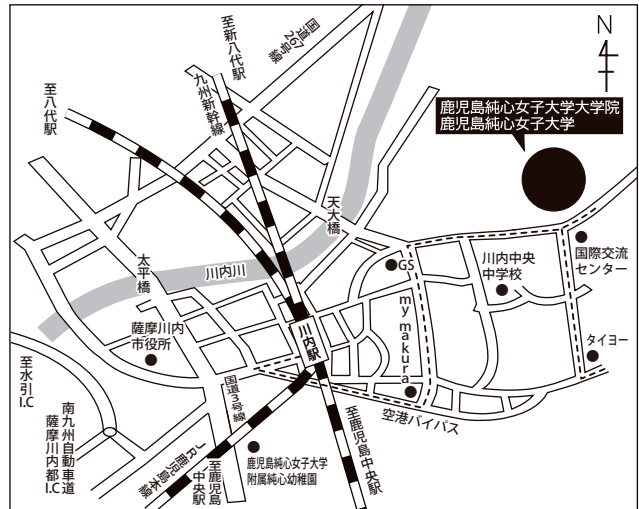 国道
267
号線
至新八代駅
九州新幹線
至八代駅
N
鹿児島純心女子大学大学院
鹿児島純心女子大学
天大橋
太平橋
川内川
GS
川内中央
中学校
国際交流
センター
薩摩川内
市役所
川内駅
my makura
タイヨー
至水引
I.C
国道3号線
空港バイパス
南九州自動車道
薩摩川内都I.C
JR鹿児島本線
至鹿児島
中央駅
鹿児島純心女子大学
附属純心幼稚園
至鹿児島中央駅